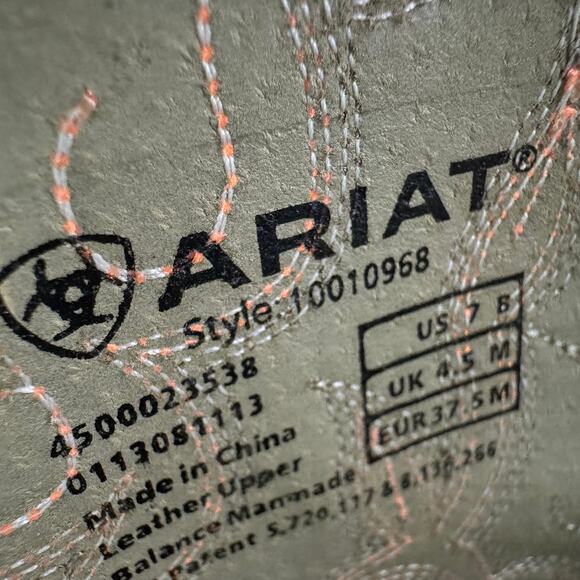 ARIAT®
Style. 10010968
US 7 B
UK 4.5 M
EUR 37.5 M
4500023538
0113081113
Made in China
Leather Upper
Balance Manmade
Patent 5,720,117 & 6,130,266